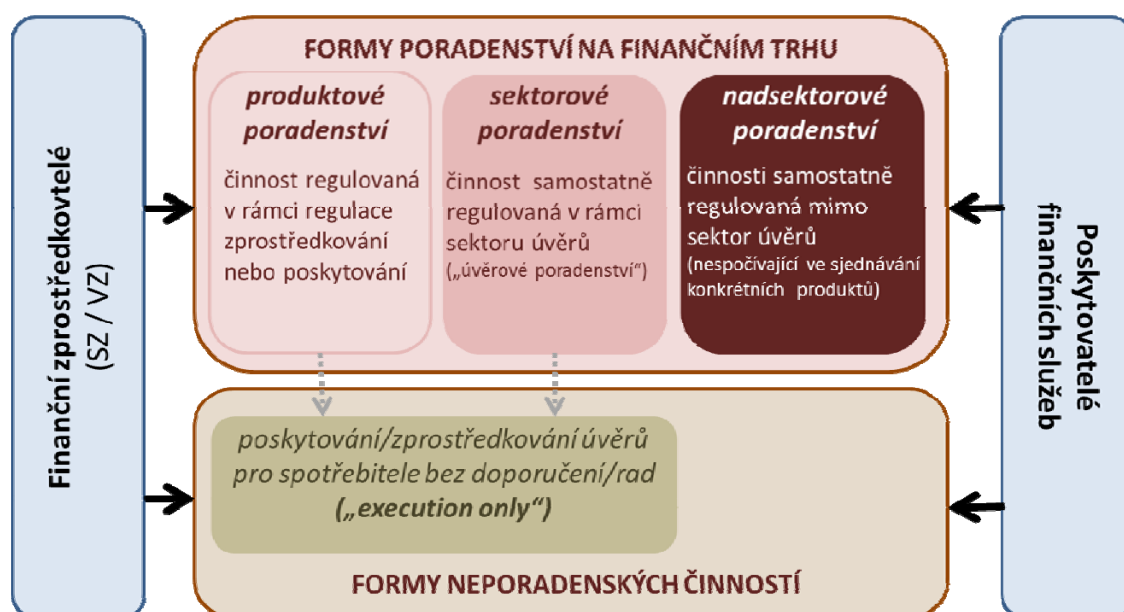 Finanční zprostředkovtelé
(SZ / VZ)
FORMY PORADENSTVÍ NA FINANČNÍM TRHU
produktové
poradenství
činnost regulovaná
v rámci regulace
zprostředkování
nebo poskytování
sektorové
poradenství
činnost samostatně
regulovaná v rámci
sektoru úvěrů
(„úvěrové poradenství“)
nadsektorové
poradenství
činnosti samostatně
regulovaná mimo
sektor úvěrů
(nespočívající ve sjednávání
konkrétních produktů)
poskytování/zprostředkování úvěrů
pro spotřebitele bez doporučení/rad
(„execution only“)
FORMY NEPORADENSKÝCH ČINNOSTÍ
Poskytovatelé
finančních služeb